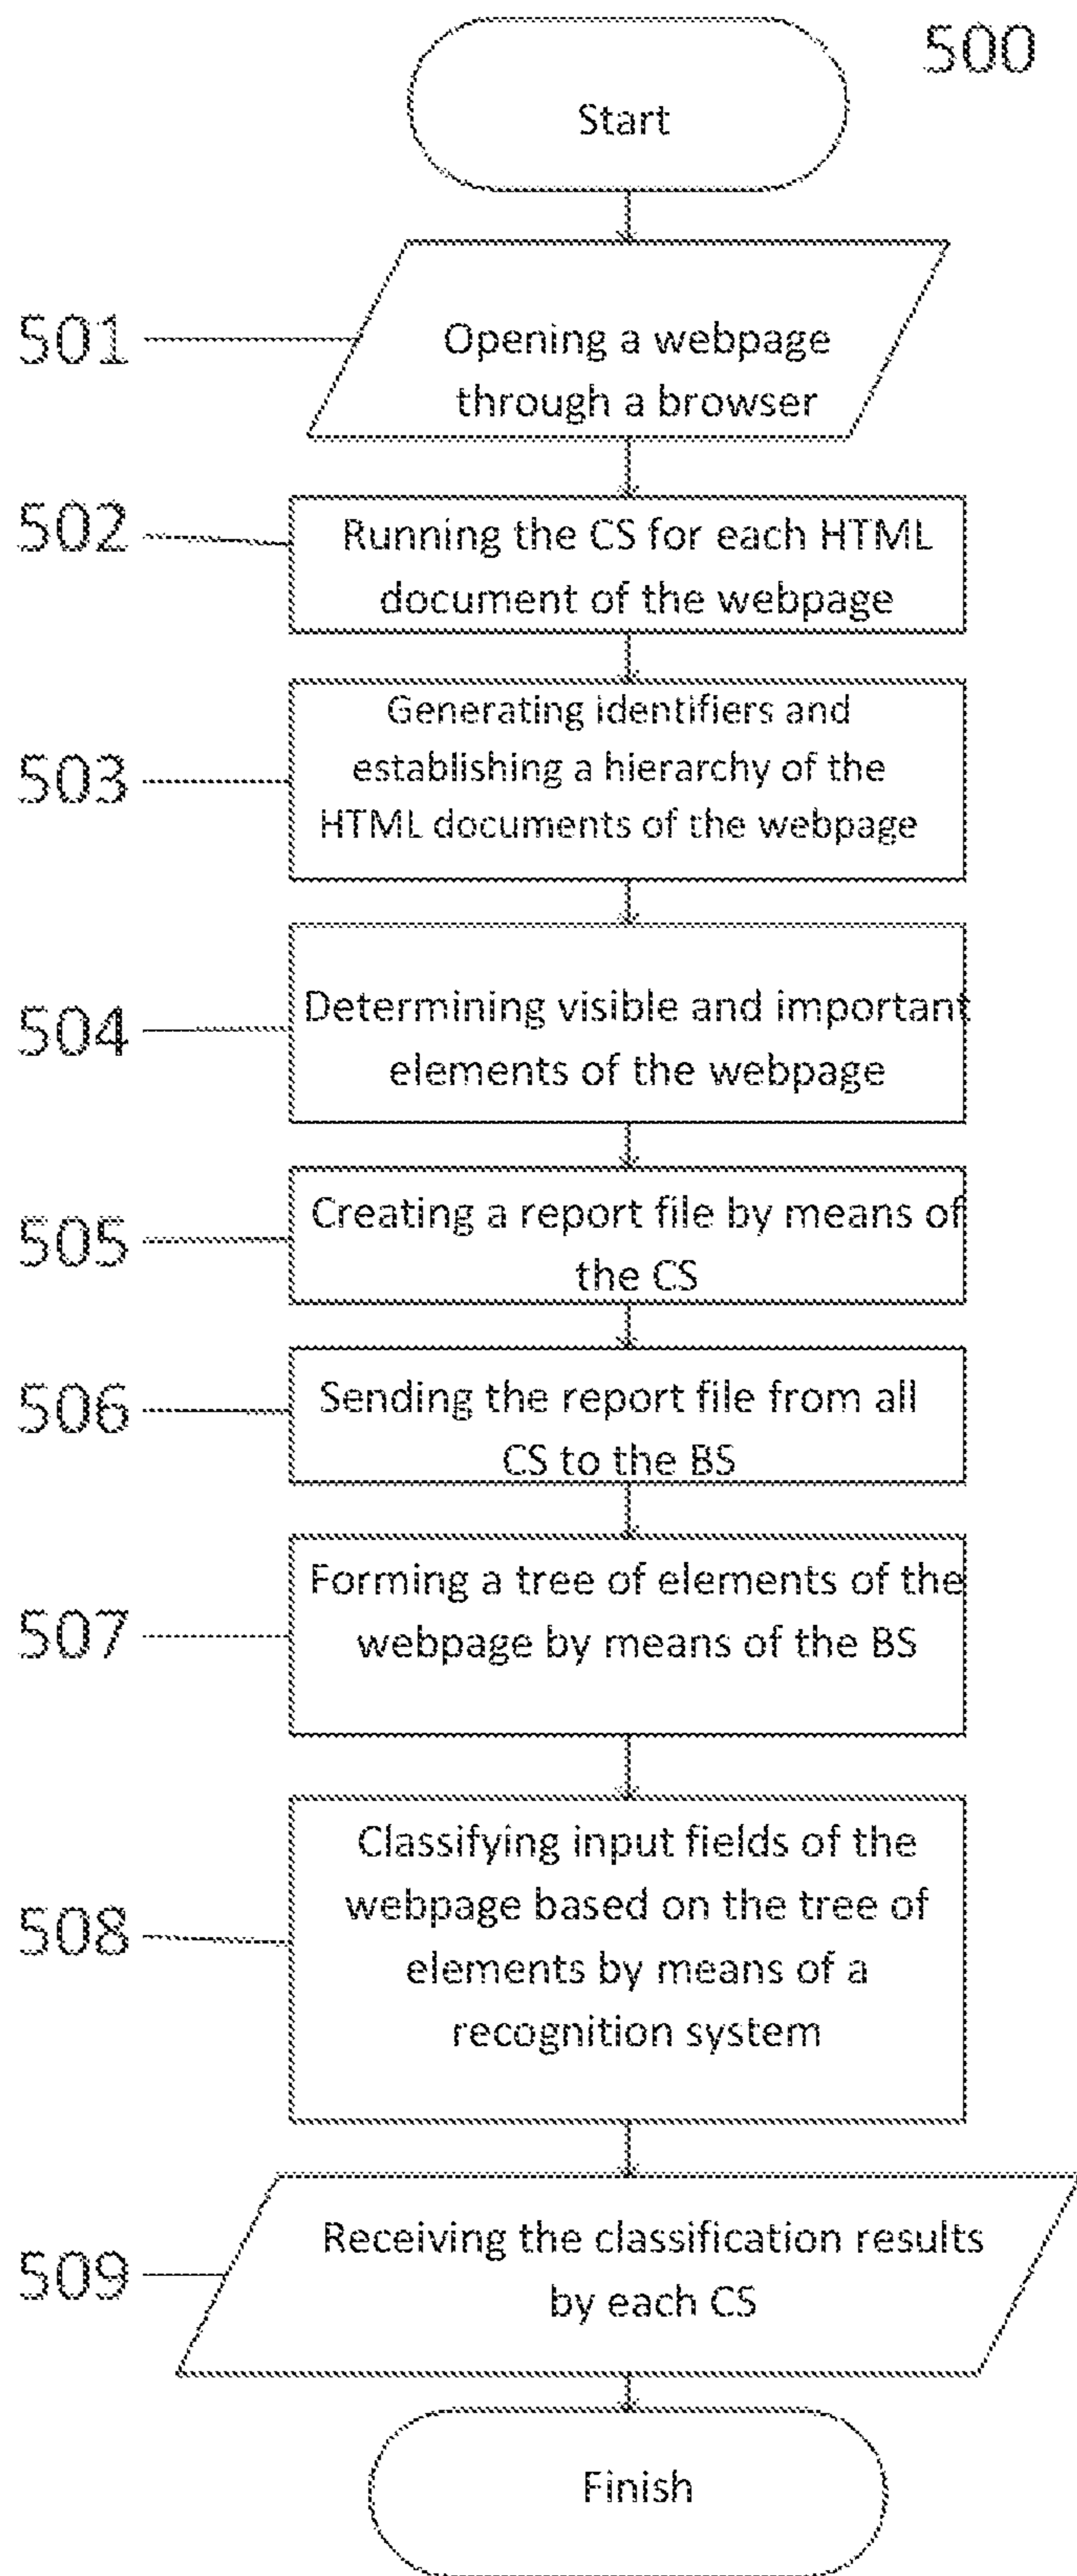 500
Start
501
Opening a webpage
through a browser
502
Running the CS for each HTML
document of the webpage
503
Generating identifiers and
establishing a hierarchy of the
HTML documents of the webpage
504
Determining visible and important
elements of the webpage
505
Creating a report file by means of
the CS
506
Sending the report file from all
CS to the BS
507
Forming a tree of elements of the
webpage by means of the BS
508
Classifying input fields of the
webpage based on the tree of
elements by means of a
recognition system
509
Receiving the classification results
by each CS
Finish